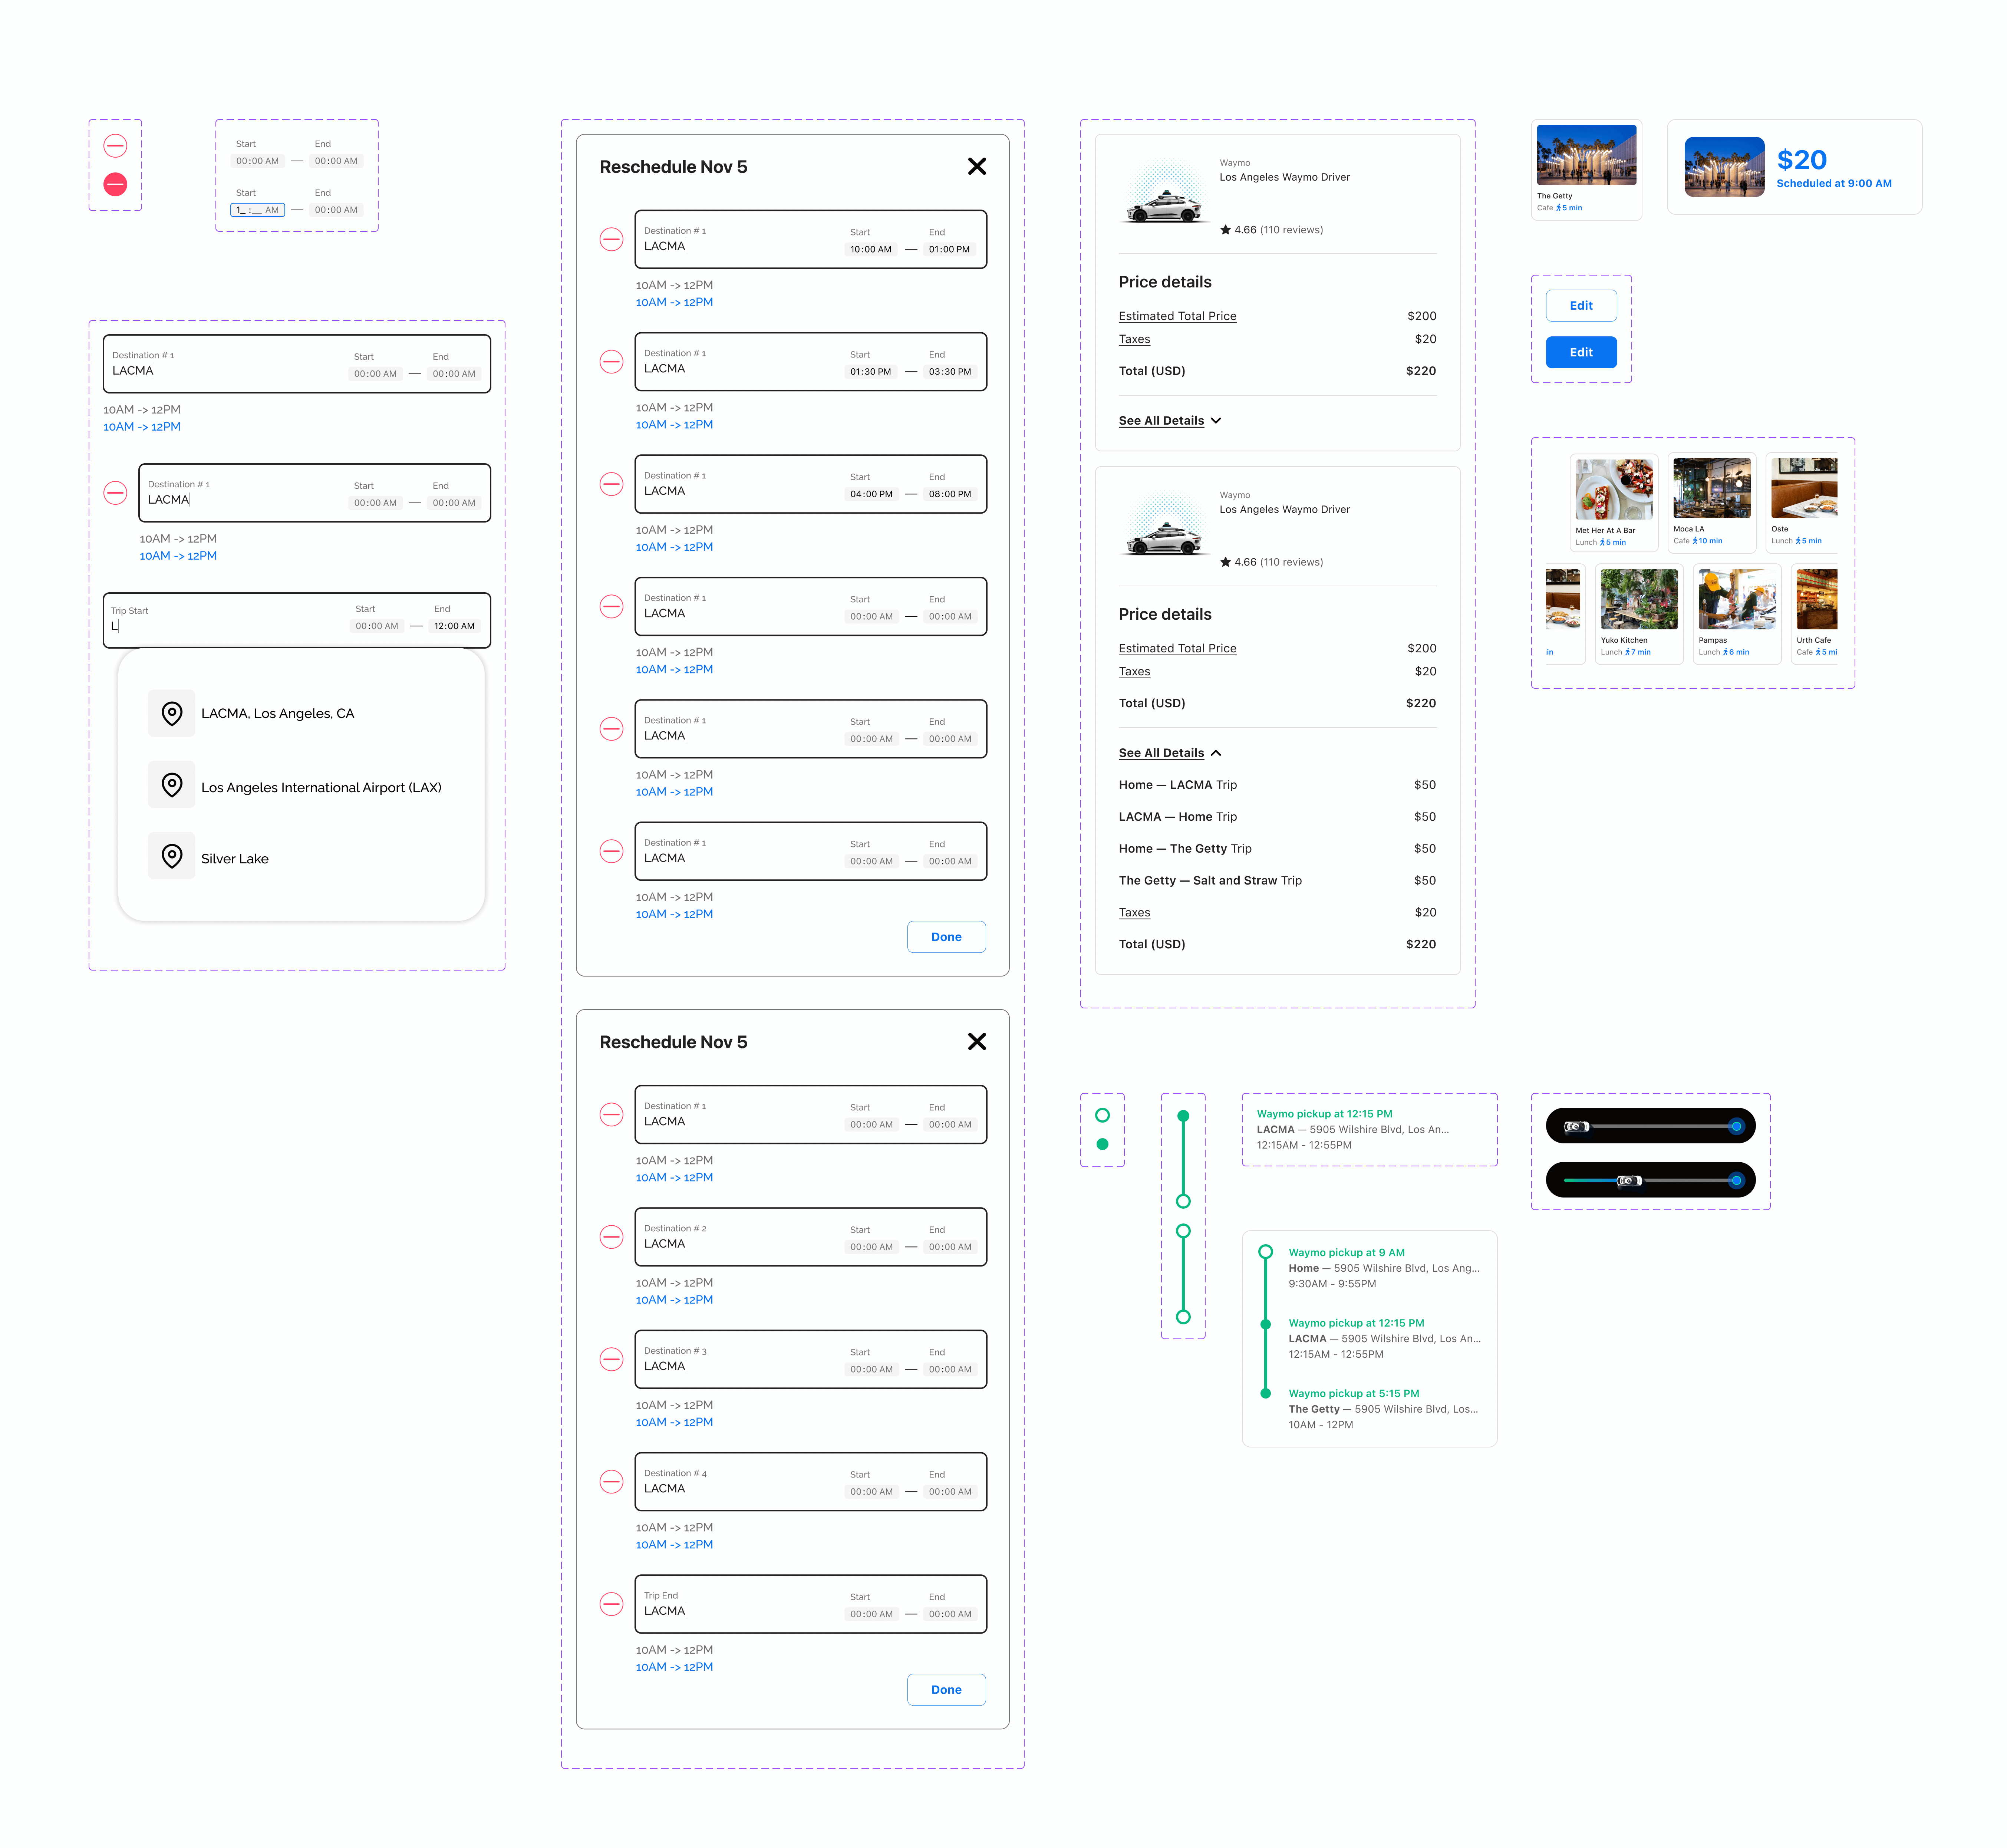 Start End
00:00 AM — 00:00 AM
Start End
1_ :__ AM — 00:00 AM
Destination # 1 Start End
LACMA 00:00 AM — 00:00 AM
10AM -> 12PM
10AM -> 12PM
Destination # 1 Start End
LACMA 00:00 AM — 00:00 AM
10AM -> 12PM
10AM -> 12PM
Trip Start Start End
L 00:00 AM — 12:00 AM
LACMA, Los Angeles, CA
Los Angeles International Airport (LAX)
Silver Lake
Reschedule Nov 5
Destination # 1 Start End
LACMA 10:00 AM — 01:00 PM
10AM -> 12PM
10AM -> 12PM
Destination # 1 Start End
LACMA 01:30 PM — 03:30 PM
10AM -> 12PM
10AM -> 12PM
Destination # 1 Start End
LACMA 04:00 PM — 08:00 PM
10AM -> 12PM
10AM -> 12PM
Destination # 1 Start End
LACMA 00:00 AM — 00:00 AM
10AM -> 12PM
10AM -> 12PM
Destination # 1 Start End
LACMA 00:00 AM — 00:00 AM
10AM -> 12PM
10AM -> 12PM
Destination # 1 Start End
LACMA 00:00 AM — 00:00 AM
10AM -> 12PM
10AM -> 12PM
Done
Reschedule Nov 5
Destination # 1 Start End
LACMA 00:00 AM — 00:00 AM
10AM -> 12PM
10AM -> 12PM
Destination # 2 Start End
LACMA 00:00 AM — 00:00 AM
10AM -> 12PM
10AM -> 12PM
Destination # 3 Start End
LACMA 00:00 AM — 00:00 AM
10AM -> 12PM
10AM -> 12PM
Destination # 4 Start End
LACMA 00:00 AM — 00:00 AM
10AM -> 12PM
10AM -> 12PM
Trip End Start End
LACMA 00:00 AM — 00:00 AM
10AM -> 12PM
10AM -> 12PM
Done
Waymo
Los Angeles Waymo Driver
4.66 (110 reviews)
Price details
Estimated Total Price $200
Taxes $20
Total (USD) $220
See All Details
Waymo
Los Angeles Waymo Driver
4.66 (110 reviews)
Price details
Estimated Total Price $200
Taxes $20
Total (USD) $220
See All Details
Home — LACMA Trip $50
LACMA — Home Trip $50
Home — The Getty Trip $50
The Getty — Salt and Straw Trip $50
Taxes $20
Total (USD) $220
The Getty
Cafe 5 min
$20
Scheduled at 9:00 AM
Edit
Edit
Met Her At A Bar
Lunch 5 min
Moca LA
Cafe 10 min
Oste
Lunch 5 min
in
Yuko Kitchen
Lunch 7 min
Pampas
Lunch 6 min
Urth Cafe
Cafe 5 mi
Waymo pickup at 12:15 PM
LACMA — 5905 Wilshire Blvd, Los An...
12:15AM - 12:55PM
Waymo pickup at 9 AM
Home — 5905 Wilshire Blvd, Los Ang...
9:30AM - 9:55PM
Waymo pickup at 12:15 PM
LACMA — 5905 Wilshire Blvd, Los An...
12:15AM - 12:55PM
Waymo pickup at 5:15 PM
The Getty — 5905 Wilshire Blvd, Los...
10AM - 12PM